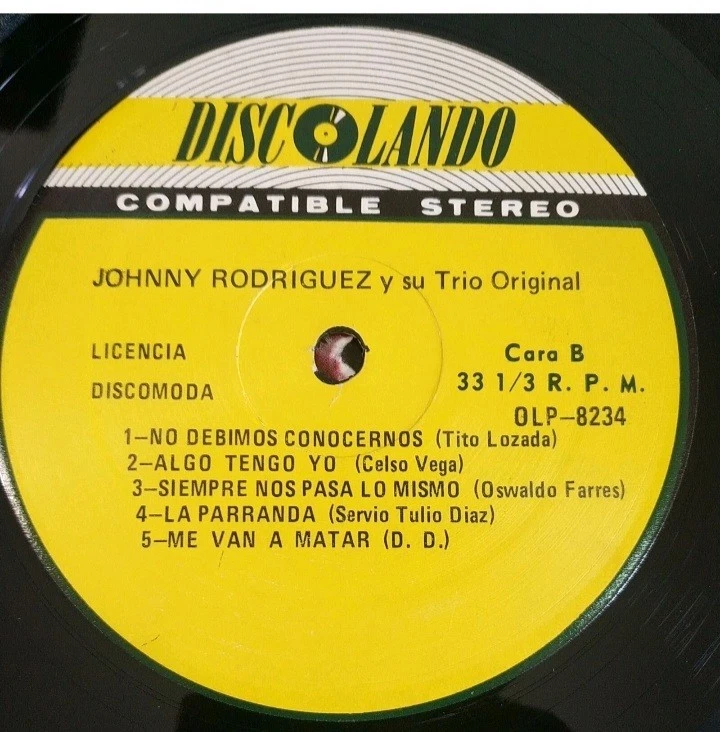 DISCOLANDO
COMPATIBLE STEREO
JOHNNY RODRIGUEZ y su Trio Original
LICENCIA
DISCOMODA
Cara B
33 1/3 R. P. M.
OLP-8234
1-NO DEBIMOS CONOCERNOS (Tito Lozada)
2-ALGO TENGO YO (Celso Vega)
3-SIEMPRE NOS PASA LO MISMO (Oswaldo Farres)
4-LA PARRANDA (Servio Tulio Diaz)
5-ME VAN A MATAR (D. D.)